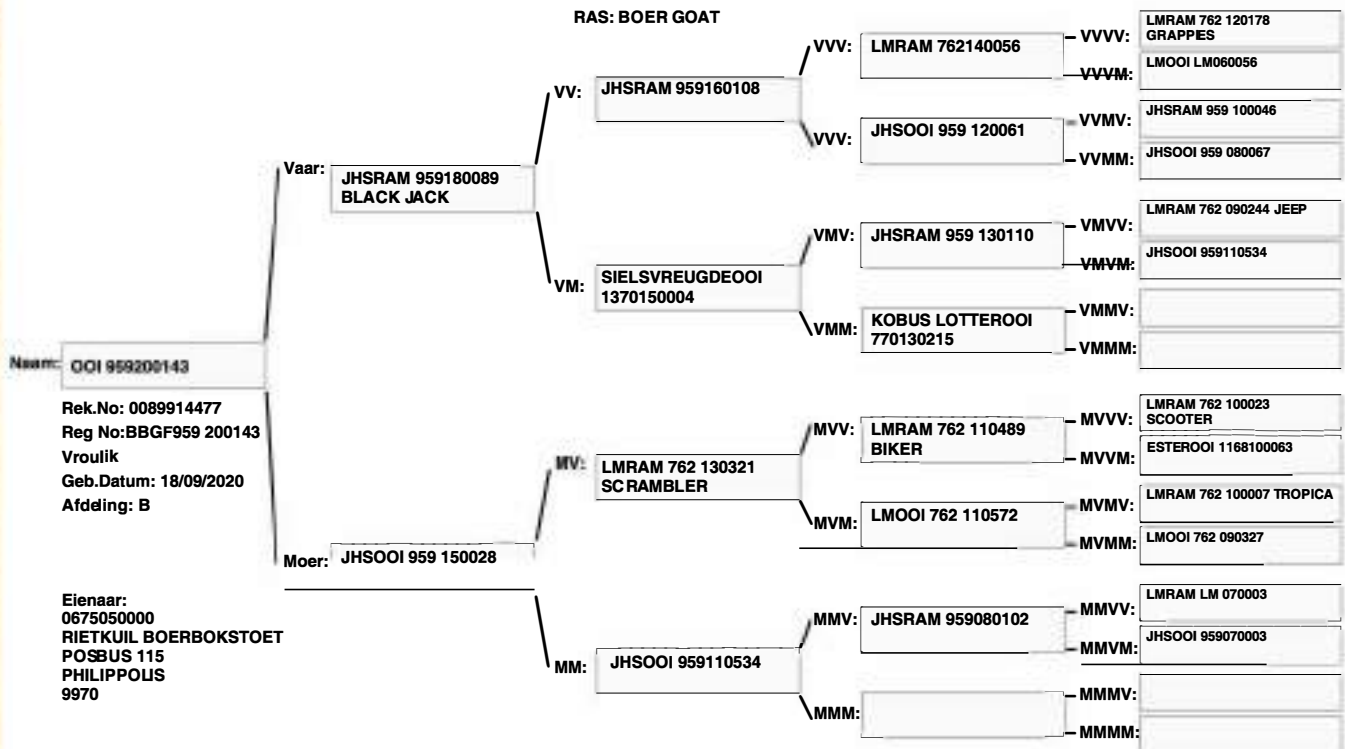 RAS: BOER GOAT
Naam: OOI 959200143
Rek.No: 0089914477
Reg No:BBGF959 200143
Vroulik
Geb.Datum: 18/09/2020
Afdeling: B
Eienaar:
0675050000
RIETKUIL BOERBOKSTOET
POSBUS 115
PHILIPPOLIS
9970
Vaar: JHSRAM 959180089
BLACK JACK
Moer: JHSOOI 959 150028
VV: JHSRAM 959160108
VM: SIELSVREUGDEOOI
1370150004
MV: LMRAM 762 130321
SCRAMBLER
MM: JHSOOI 959110534
VVV: LMRAM 762140056
VVV: JHSOOI 959 120061
VMV: JHSRAM 959 130110
VMM: KOBUS LOTTEROOI
770130215
MVV: LMRAM 762 110489
BIKER
MVM: LMOOI 762 110572
MMV: JHSRAM 959080102
MMM:
VVVV: LMRAM 762 120178
GRAPPIES
VVVM: LMOOI LM060056
VVMV: JHSRAM 959 100046
VVMM: JHSOOI 959 080067
VMVV: LMRAM 762 090244 JEEP
VMVM: JHSOOI 959110534
VMMV:
VMMM:
MVVV: LMRAM 762 100023
SCOOTER
MVVM: ESTEROOI 1168100063
MVMV: LMRAM 762 100007 TROPICA
MVMM: LMOOI 762 090327
MMVV: LMRAM LM 070003
MMVM: JHSOOI 959070003
MMMV:
MMMM: